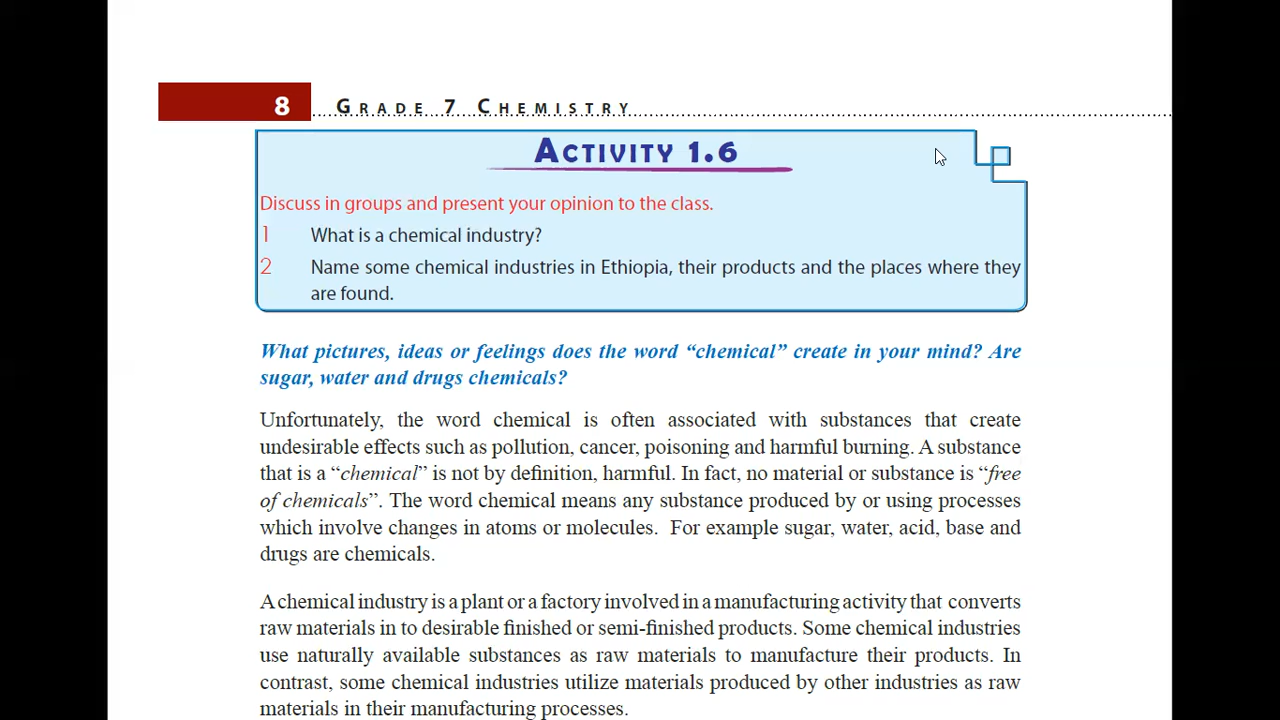 8 GRADE 7 CHEMISTRY
ACTIVITY 1.6
Discuss in groups and present your opinion to the class.
1 What is a chemical industry?
2 Name some chemical industries in Ethiopia, their products and the places where they
are found.
What pictures, ideas or feelings does the word “chemical” create in your mind? Are
sugar, water and drugs chemicals?
Unfortunately, the word chemical is often associated with substances that create
undesirable effects such as pollution, cancer, poisoning and harmful burning. A substance
that is a “chemical” is not by definition, harmful. In fact, no material or substance is “free
of chemicals”. The word chemical means any substance produced by or using processes
which involve changes in atoms or molecules. For example sugar, water, acid, base and
drugs are chemicals.
A chemical industry is a plant or a factory involved in a manufacturing activity that converts
raw materials in to desirable finished or semi-finished products. Some chemical industries
use naturally available substances as raw materials to manufacture their products. In
contrast, some chemical industries utilize materials produced by other industries as raw
materials in their manufacturing processes.